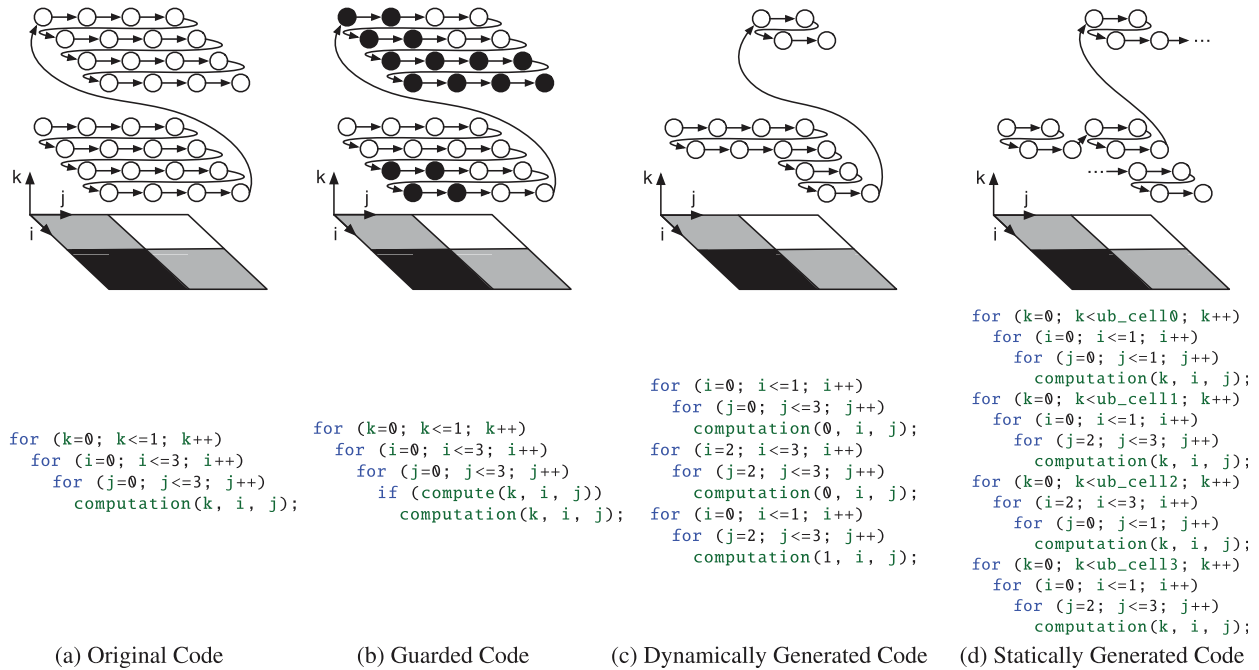 k
j
i
k
j
i
k
j
i
...
...
k
j
i
for (k=0; k<=1; k++)
for (i=0; i<=3; i++)
for (j=0; j<=3; j++)
computation(k, i, j);
for (k=0; k<=1; k++)
for (i=0; i<=3; i++)
for (j=0; j<=3; j++)
if (compute(k, i, j))
computation(k, i, j);
for (i=0; i<=1; i++)
for (j=0; j<=3; j++)
computation(0, i, j);
for (i=2; i<=3; i++)
for (j=2; j<=3; j++)
computation(0, i, j);
for (i=0; i<=1; i++)
for (j=2; j<=3; j++)
computation(1, i, j);
for (k=0; k<ub_cell0; k++)
for (i=0; i<=1; i++)
for (j=0; j<=1; j++)
computation(k, i, j);
for (k=0; k<ub_cell1; k++)
for (i=0; i<=1; i++)
for (j=2; j<=3; j++)
computation(k, i, j);
for (k=0; k<ub_cell2; k++)
for (i=2; i<=3; i++)
for (j=0; j<=1; j++)
computation(k, i, j);
for (k=0; k<ub_cell3; k++)
for (i=0; i<=1; i++)
for (j=2; j<=3; j++)
computation(k, i, j);
(a) Original Code
(b) Guarded Code
(c) Dynamically Generated Code
(d) Statically Generated Code